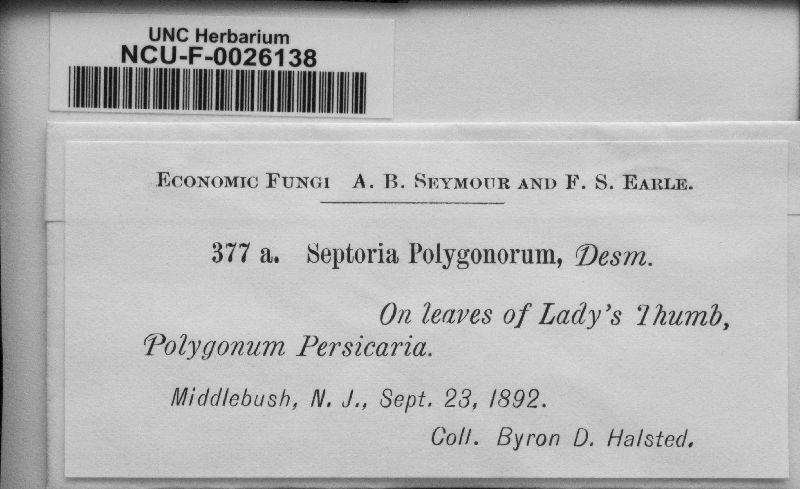 UNC Herbarium
NCU-F-0026138
Economic Fungi A. B. Seymour and F. S. Earle.
377 a. Septoria Polygonorum, Desm.
On leaves of Lady's Thumb,
Polygonum Persicaria.
Middlebush, N. J., Sept. 23, 1892.
Coll. Byron D. Halsted.